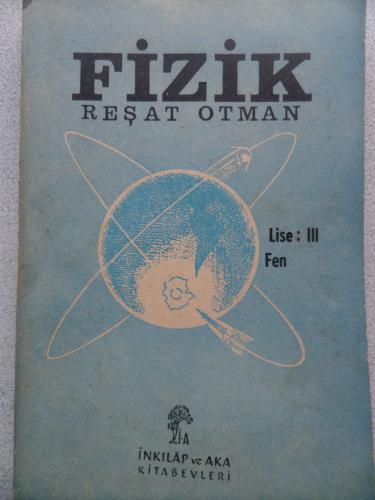 FİZİK
REŞAT OTMAN
Lise: III
Fen
İ-A
İNKILÂP ve AKA
KİTABEVLERİ